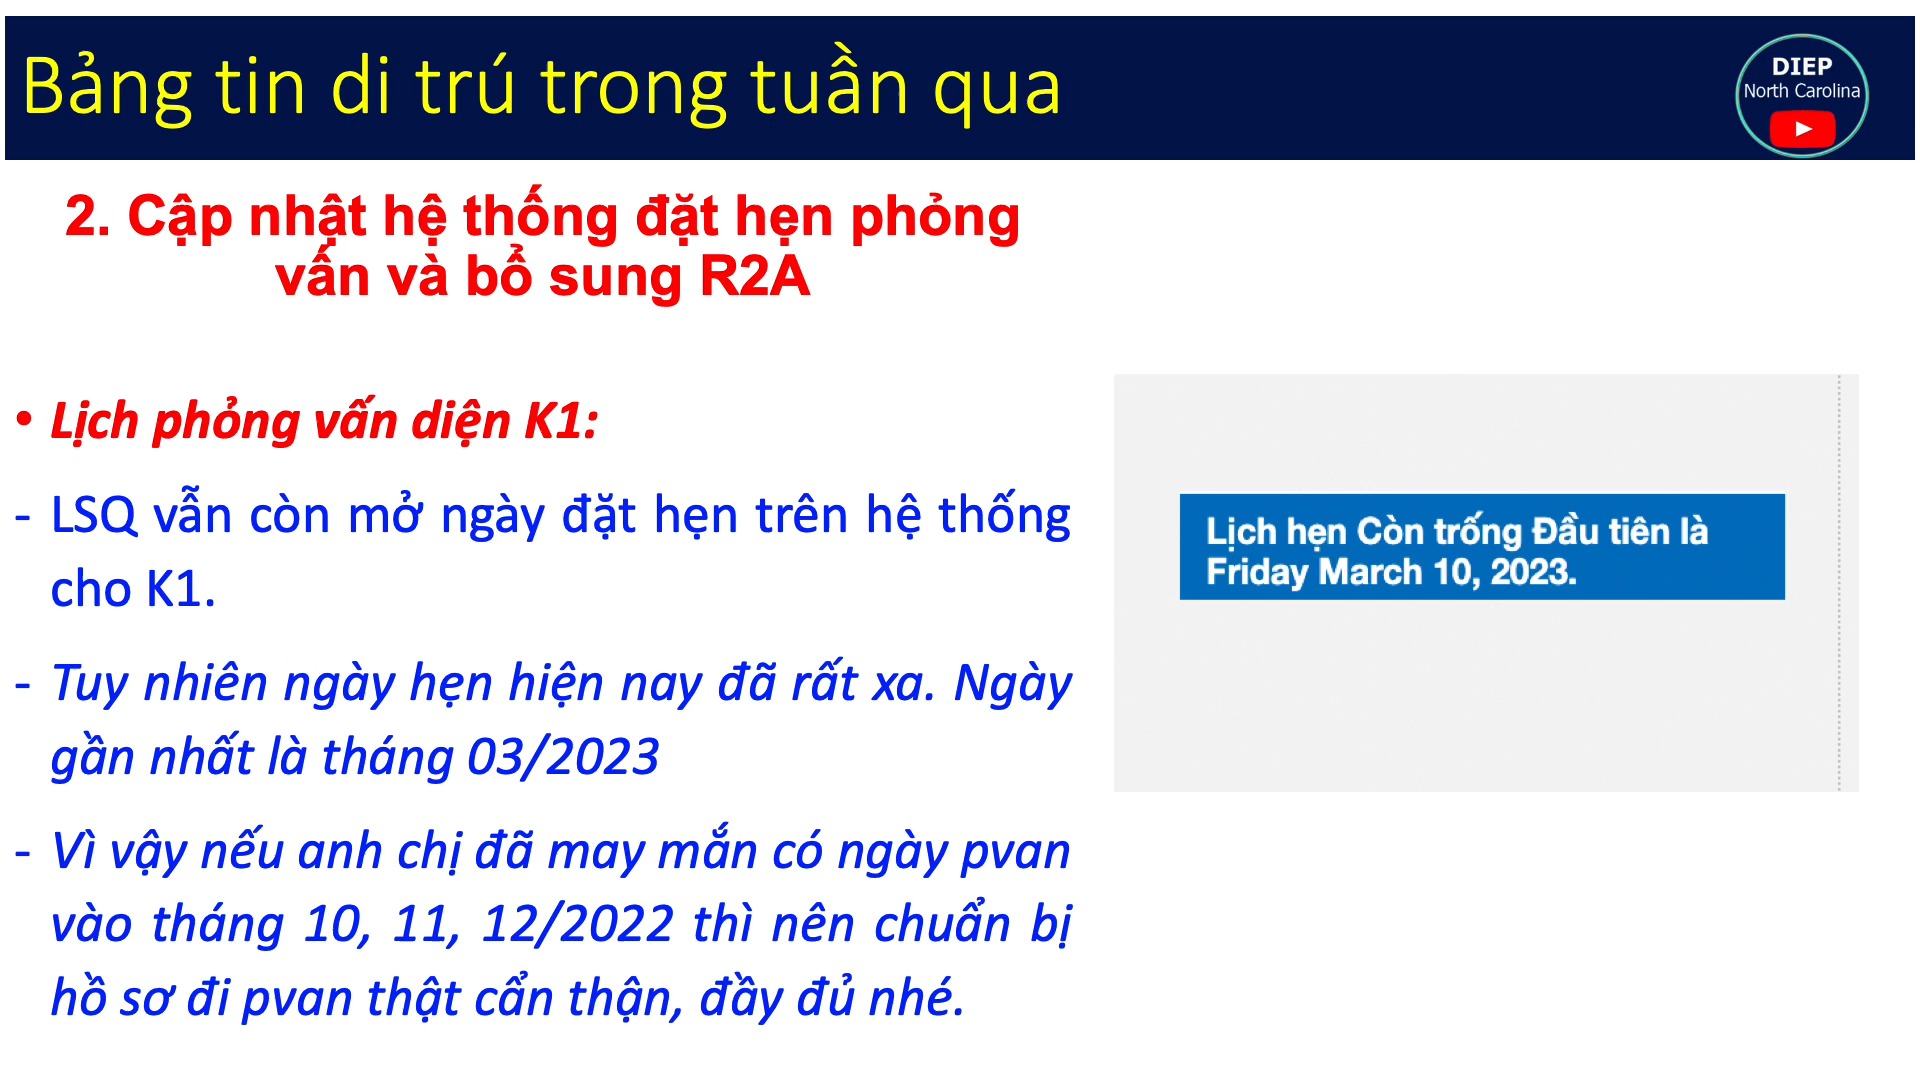 Bảng tin di trú trong tuần qua
DIEP
North Carolina
2. Cập nhật hệ thống đặt hẹn phỏng
vấn và bổ sung R2A
• Lịch phỏng vấn diện K1:
- LSQ vẫn còn mở ngày đặt hẹn trên hệ thống
cho K1.
- Tuy nhiên ngày hẹn hiện nay đã rất xa. Ngày
gần nhất là tháng 03/2023
- Vì vậy nếu anh chị đã may mắn có ngày pvan
vào tháng 10, 11, 12/2022 thì nên chuẩn bị
hồ sơ đi pvan thật cẩn thận, đầy đủ nhé.
Lịch hẹn Còn trống Đầu tiên là
Friday March 10, 2023.